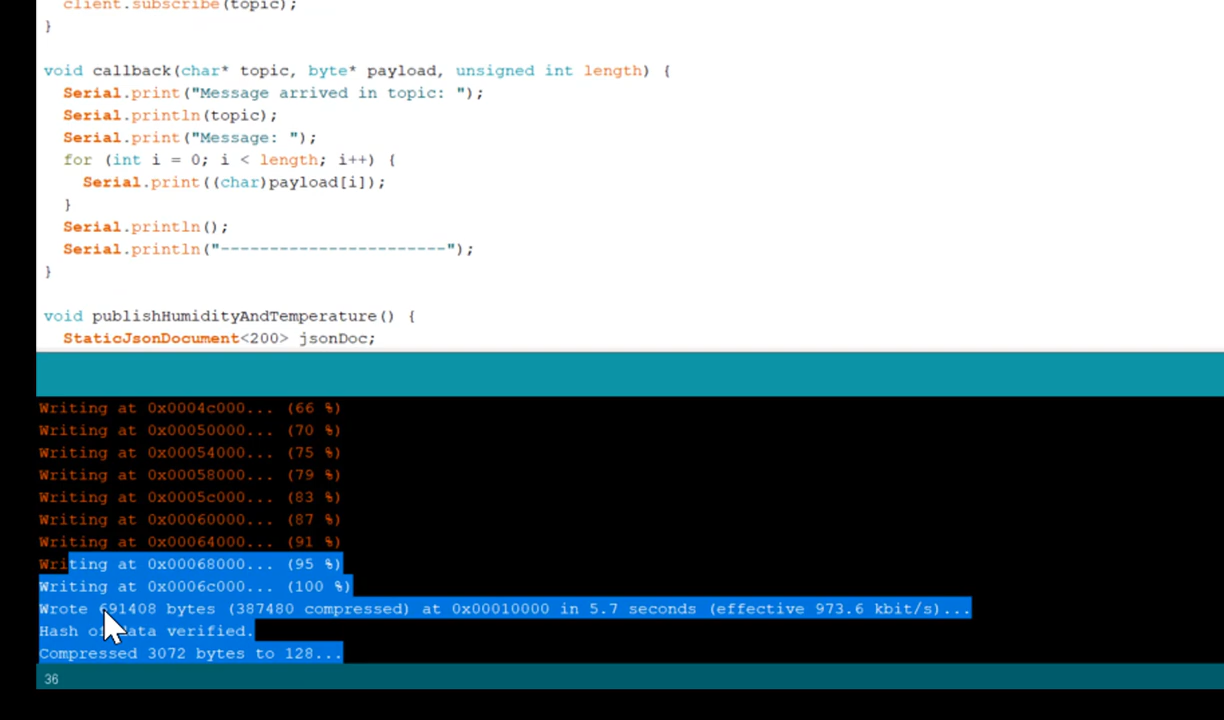 client.subscribe(topic);
}
void callback(char* topic, byte* payload, unsigned int length) {
Serial.print("Message arrived in topic: ");
Serial.println(topic);
Serial.print("Message: ");
for (int i = 0; i < length; i++) {
Serial.print((char)payload[i]);
}
Serial.println();
Serial.println("-----------------------");
}
void publishHumidityAndTemperature() {
StaticJsonDocument<200> jsonDoc;
Writing at 0x0004c000... (66 %)
Writing at 0x00050000... (70 %)
Writing at 0x00054000... (75 %)
Writing at 0x00058000... (79 %)
Writing at 0x0005c000... (83 %)
Writing at 0x00060000... (87 %)
Writing at 0x00064000... (91 %)
Writing at 0x00068000... (95 %)
Writing at 0x0006c000... (100 %)
Wrote 691408 bytes (387480 compressed) at 0x00010000 in 5.7 seconds (effective 973.6 kbit/s)...
Hash of data verified.
Compressed 3072 bytes to 128...
36